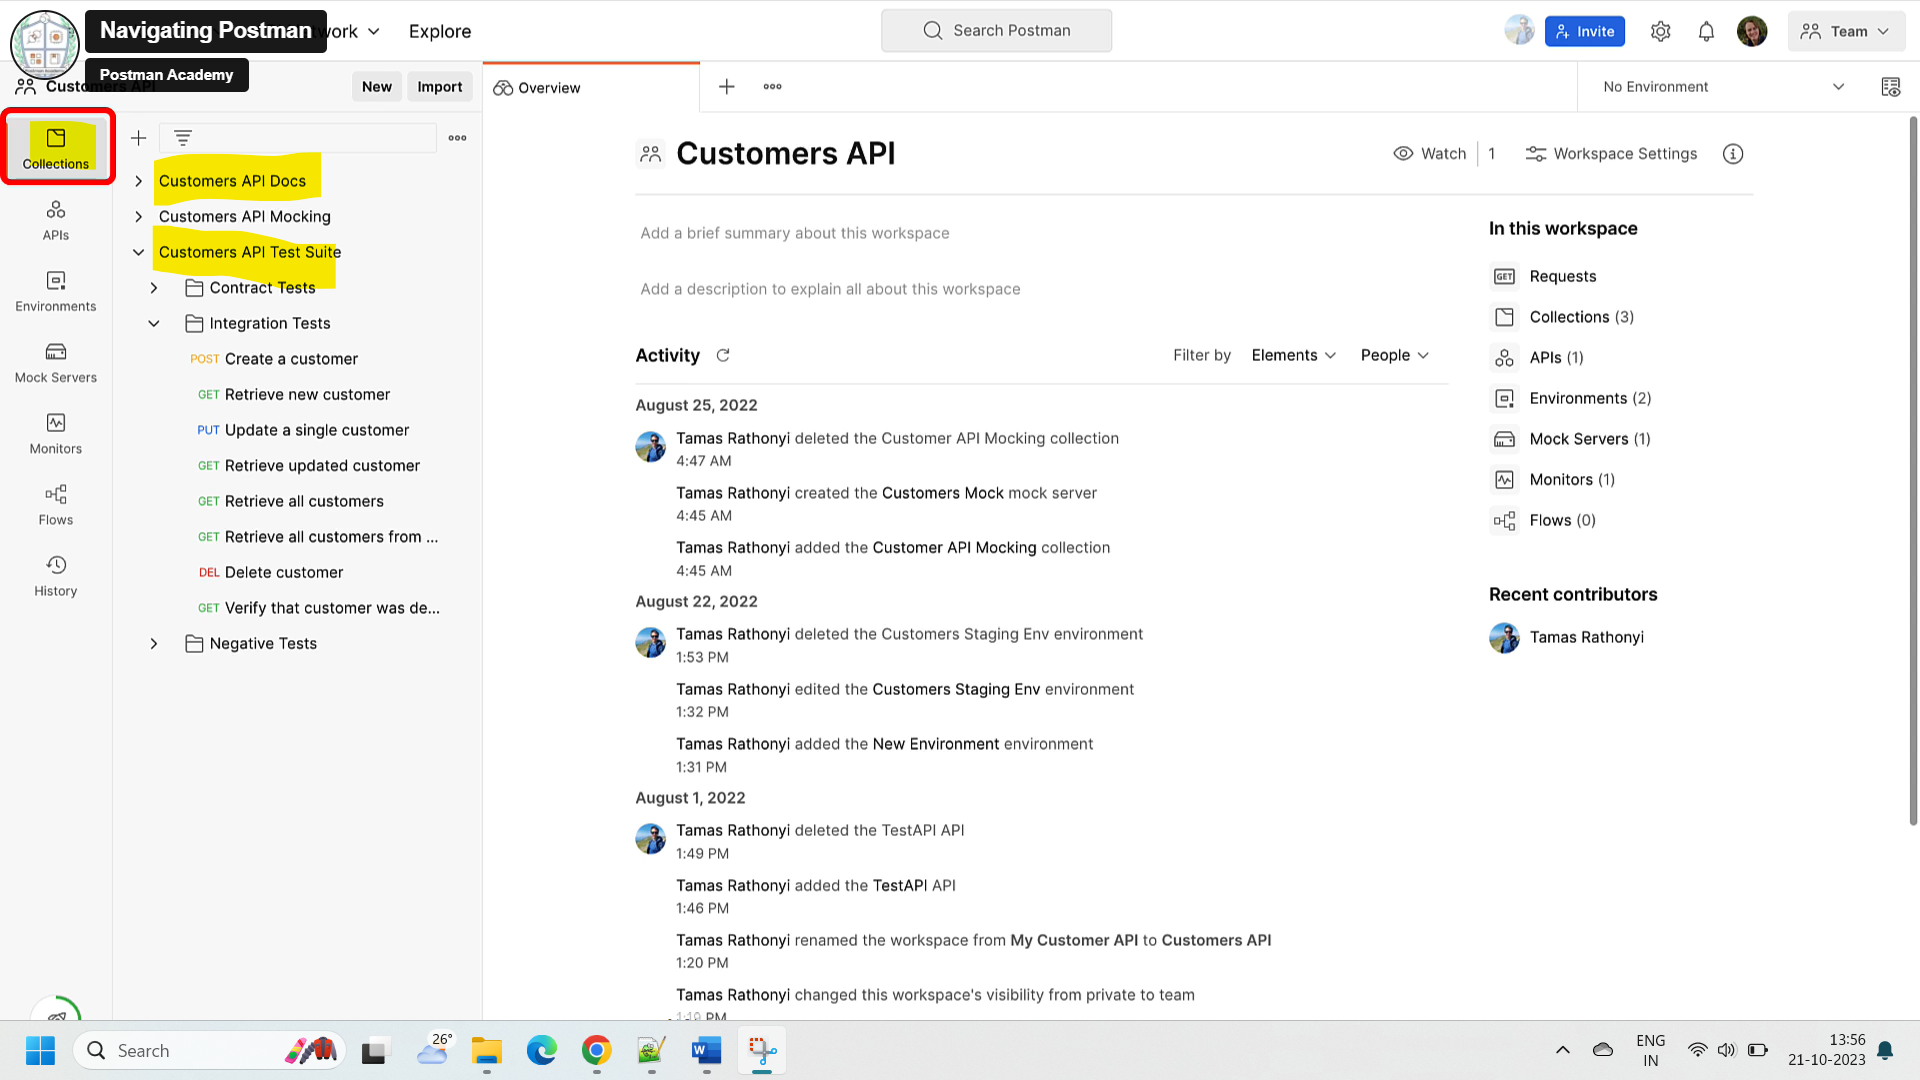 Navigating Postman
work
Explore
Search Postman
Invite
Team
Postman Academy
Customers API
New
Import
Overview
No Environment
Collections
APIs
Environments
Mock Servers
Monitors
Flows
History
Customers API Docs
Customers API Mocking
Customers API Test Suite
Contract Tests
Integration Tests
POST Create a customer
GET Retrieve new customer
PUT Update a single customer
GET Retrieve updated customer
GET Retrieve all customers
GET Retrieve all customers from ...
DEL Delete customer
GET Verify that customer was de...
Negative Tests
Customers API
Watch 1
Workspace Settings
Add a brief summary about this workspace
Add a description to explain all about this workspace
Activity
Filter by Elements People
August 25, 2022
Tamas Rathonyi deleted the Customer API Mocking collection
4:47 AM
Tamas Rathonyi created the Customers Mock mock server
4:45 AM
Tamas Rathonyi added the Customer API Mocking collection
4:45 AM
August 22, 2022
Tamas Rathonyi deleted the Customers Staging Env environment
1:53 PM
Tamas Rathonyi edited the Customers Staging Env environment
1:32 PM
Tamas Rathonyi added the New Environment environment
1:31 PM
August 1, 2022
Tamas Rathonyi deleted the TestAPI API
1:49 PM
Tamas Rathonyi added the TestAPI API
1:46 PM
Tamas Rathonyi renamed the workspace from My Customer API to Customers API
1:20 PM
Tamas Rathonyi changed this workspace's visibility from private to team
1:19 PM
In this workspace
GET Requests
Collections (3)
APIs (1)
Environments (2)
Mock Servers (1)
Monitors (1)
Flows (0)
Recent contributors
Tamas Rathonyi
Search
26°
ENG
IN
13:56
21-10-2023